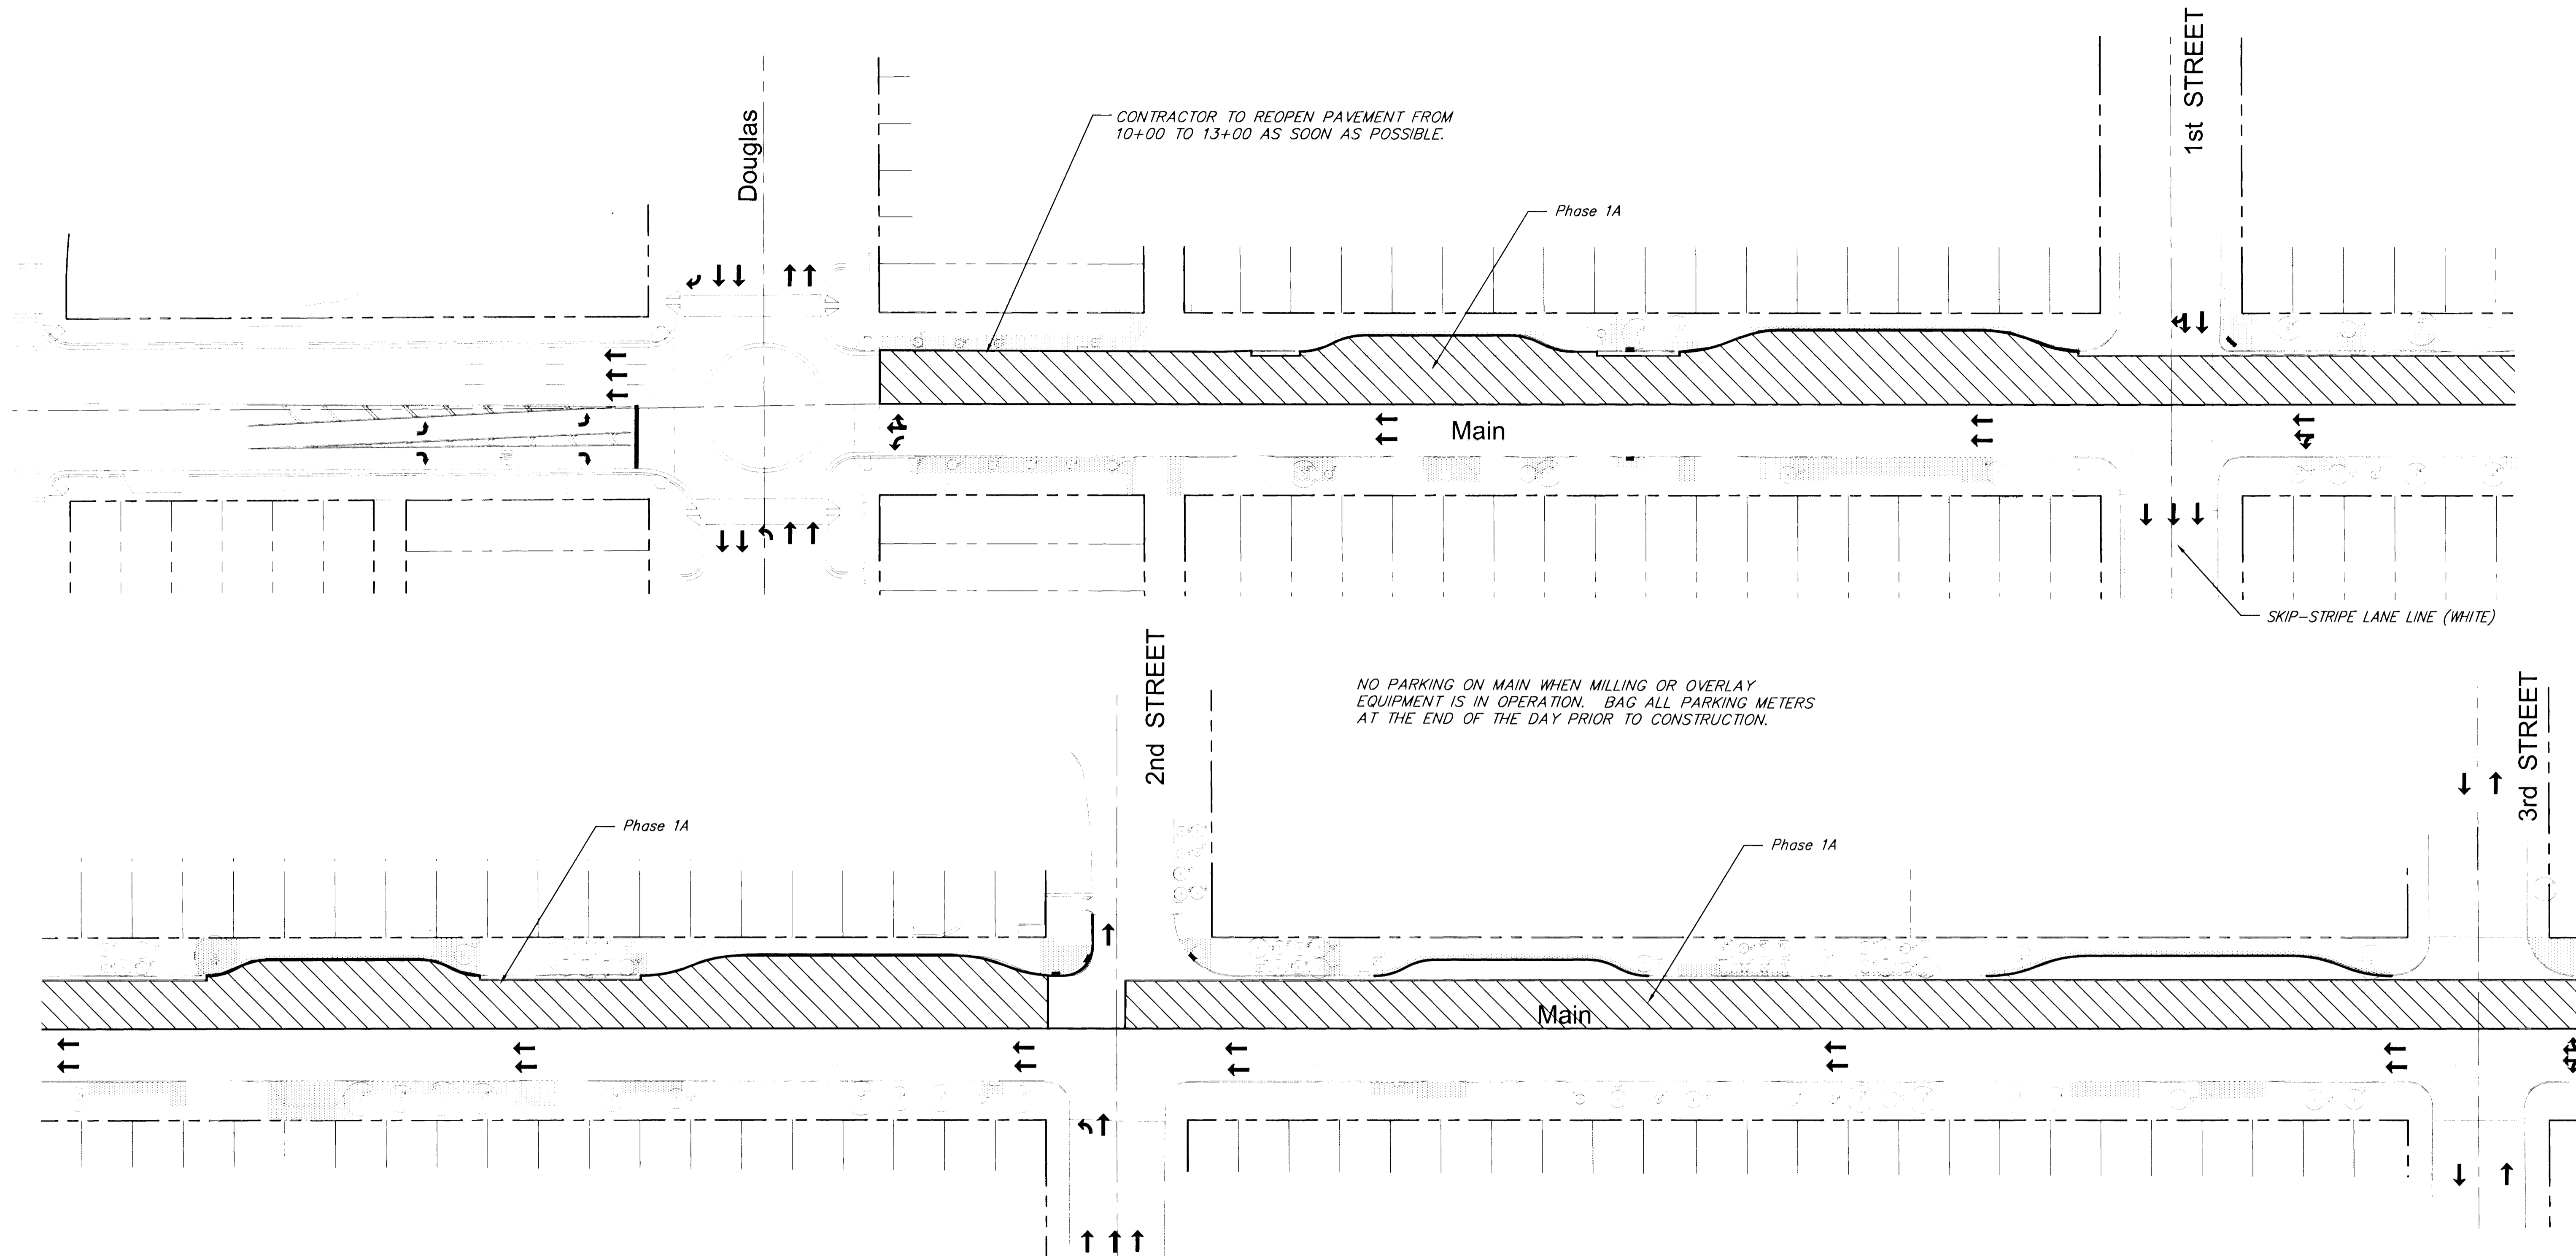 1st STREET
Douglas
CONTRACTOR TO REOPEN PAVEMENT FROM
10+00 TO 13+00 AS SOON AS POSSIBLE.
Phase 1A
Main
SKIP-STRIPE LANE LINE (WHITE)
2nd STREET
NO PARKING ON MAIN WHEN MILLING OR OVERLAY
EQUIPMENT IS IN OPERATION. BAG ALL PARKING METERS
AT THE END OF THE DAY PRIOR TO CONSTRUCTION.
3rd STREET
Phase 1A
Phase 1A
Main